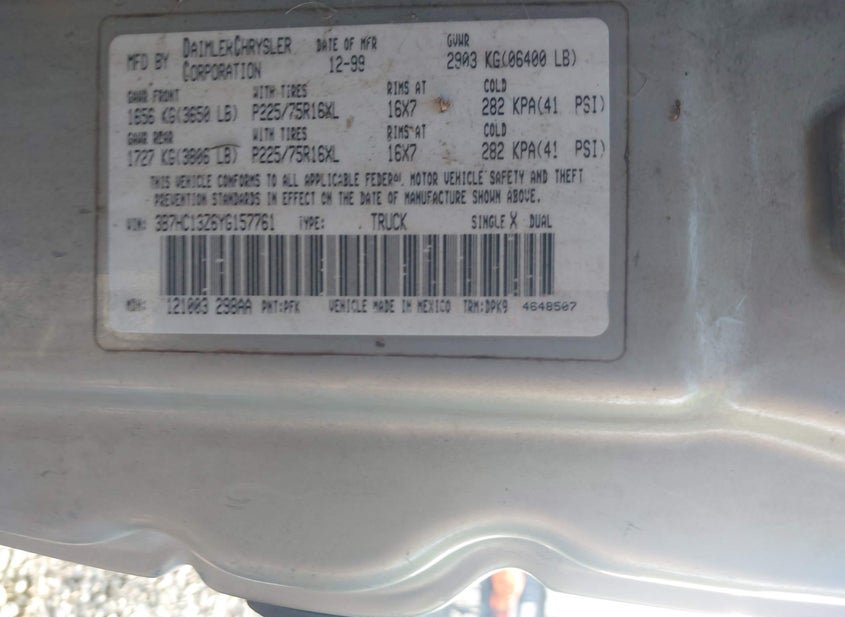 MFD BY DAIMLERCHRYSLER CORPORATION DATE OF MFR 12-99 GVWR 2903 KG(06400 LB)
GAWR FRONT WITH TIRES RIMS AT COLD
1656 KG(3650 LB) P225/75R16XL 16X7 282 KPA(41 PSI)
GAWR REAR WITH TIRES RIMS AT COLD
1727 KG(3806 LB) P225/75R16XL 16X7 282 KPA(41 PSI)
THIS VEHICLE CONFORMS TO ALL APPLICABLE FEDERAL MOTOR VEHICLE SAFETY AND THEFT
PREVENTION STANDARDS IN EFFECT ON THE DATE OF MANUFACTURE SHOWN ABOVE.
VIN: 3B7HC13Z6YG157761 TYPE: TRUCK SINGLE X DUAL
MDH: 121003 298AA PNT:PFK VEHICLE MADE IN MEXICO TRM:DPK9 4648507